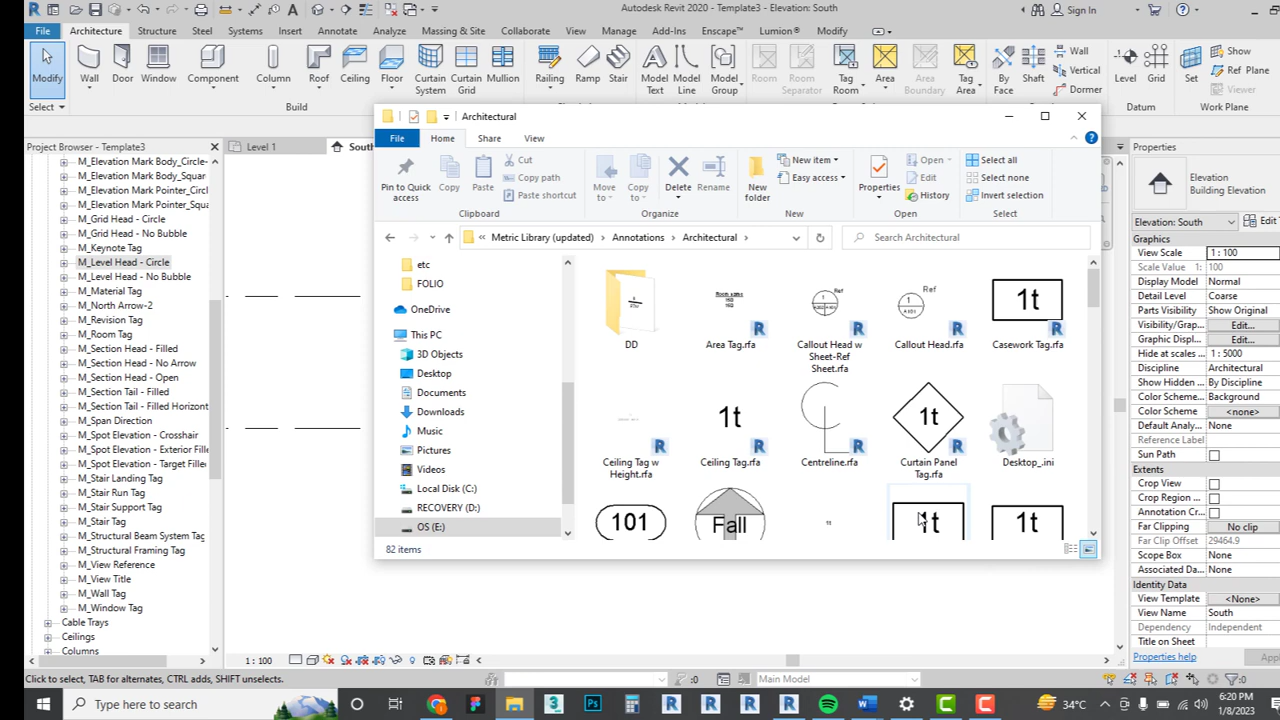 Autodesk Revit 2020 - Template3 - Elevation: South
Sign In
File Architecture Structure Steel Systems Insert Annotate Analyze Massing & Site Collaborate View Manage Add-Ins Enscape™ Lumion® Modify
Modify Wall Door Window Component Column Roof Ceiling Floor Curtain System Curtain Grid Mullion Railing Ramp Stair Model Text Model Line Model Group Room Room Separator Tag Room Area Area Boundary Tag Area By Face Shaft Wall Vertical Dormer Level Grid Set Show Ref Plane Viewer
Select Build Datum Work Plane
Project Browser - Template3
Level 1
South
M_Elevation Mark Body_Circle-
M_Elevation Mark Body_Square
M_Elevation Mark Pointer_Circl
M_Elevation Mark Pointer_Squa
M_Grid Head - Circle
M_Grid Head - No Bubble
M_Keynote Tag
M_Level Head - Circle
M_Level Head - No Bubble
M_Material Tag
M_North Arrow-2
M_Revision Tag
M_Room Tag
M_Section Head - Filled
M_Section Head - No Arrow
M_Section Head - Open
M_Section Tail - Filled
M_Section Tail - Filled Horizont
M_Span Direction
M_Spot Elevation - Crosshair
M_Spot Elevation - Exterior Fille
M_Spot Elevation - Target Filled
M_Stair Landing Tag
M_Stair Run Tag
M_Stair Support Tag
M_Stair Tag
M_Structural Beam System Tag
M_Structural Framing Tag
M_View Reference
M_View Title
M_Wall Tag
M_Window Tag
Cable Trays
Ceilings
Columns
Architectural
File Home Share View
Pin to Quick access
Copy
Paste
Cut
Copy path
Paste shortcut
Move to
Copy to
Delete
Rename
New folder
New item
Easy access
Properties
Open
Edit
History
Select all
Select none
Invert selection
Clipboard Organize New Open Select
« Metric Library (updated) Annotations Architectural
Search Architectural
etc
FOLIO
OneDrive
This PC
3D Objects
Desktop
Documents
Downloads
Music
Pictures
Videos
Local Disk (C:)
RECOVERY (D:)
OS (E:)
82 items
DD
Area Tag.rfa
Ref
Callout Head w Sheet-Ref Silver.rfa
Ref
Callout Head.rfa
1t
Casework Tag.rfa
Ceiling Tag w Height.rfa
1t
Ceiling Tag.rfa
Centreline.rfa
1t
Curtain Panel Tag.rfa
Desktop_.ini
101
Fall
1t
1t
Properties
Elevation
Building Elevation
Elevation: South
Edit
Graphics
View Scale 1 : 100
Scale Value 1: 100
Display Model Normal
Detail Level Coarse
Parts Visibility Show Original
Visibility/Grap Edit...
Graphic Displ Edit...
Hide at scales 1 : 5000
Discipline Architectural
Show Hidden By Discipline
Color Scheme Background
Color Scheme <none>
Default Analy None
Reference Label
Sun Path
Extents
Crop View
Crop Region
Annotation Cr
Far Clipping No clip
Far Clip Offset 29464.9
Scope Box None
Associated Da None
Identity Data
View Template <None>
View Name South
Dependency Independent
Title on Sheet
Properties help
1 : 100
Click to select, TAB for alternates, CTRL adds, SHIFT unselects.
:0
Main Model
:0
Type here to search
34°C
6:20 PM
1/8/2023